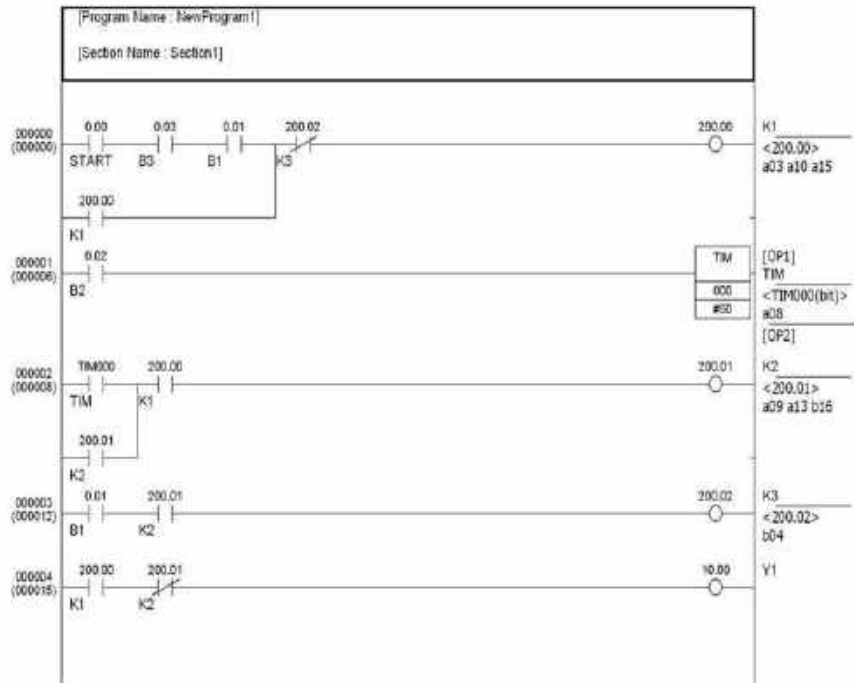 [Program Name : NewProgram1]
[Section Name : Section1]
000000 0.00 0.03 0.01 200.02 200.00 K1
(000000) START B3 B1 K3 <200.00>
a03 a10 a15
200.00
K1
000001 0.02 TIM [OP1]
(000006) B2 TIM
000 <TIM000(bit)>
#50 a08
[OP2]
000002 TIM000 200.00 200.01 K2
(000008) TIM K1 <200.01>
a09 a13 b16
200.01
K2
000003 0.01 200.01 200.02 K3
(000012) B1 K2 <200.02>
b04
000004 200.00 200.01 10.00 Y1
(000015) K1 K2